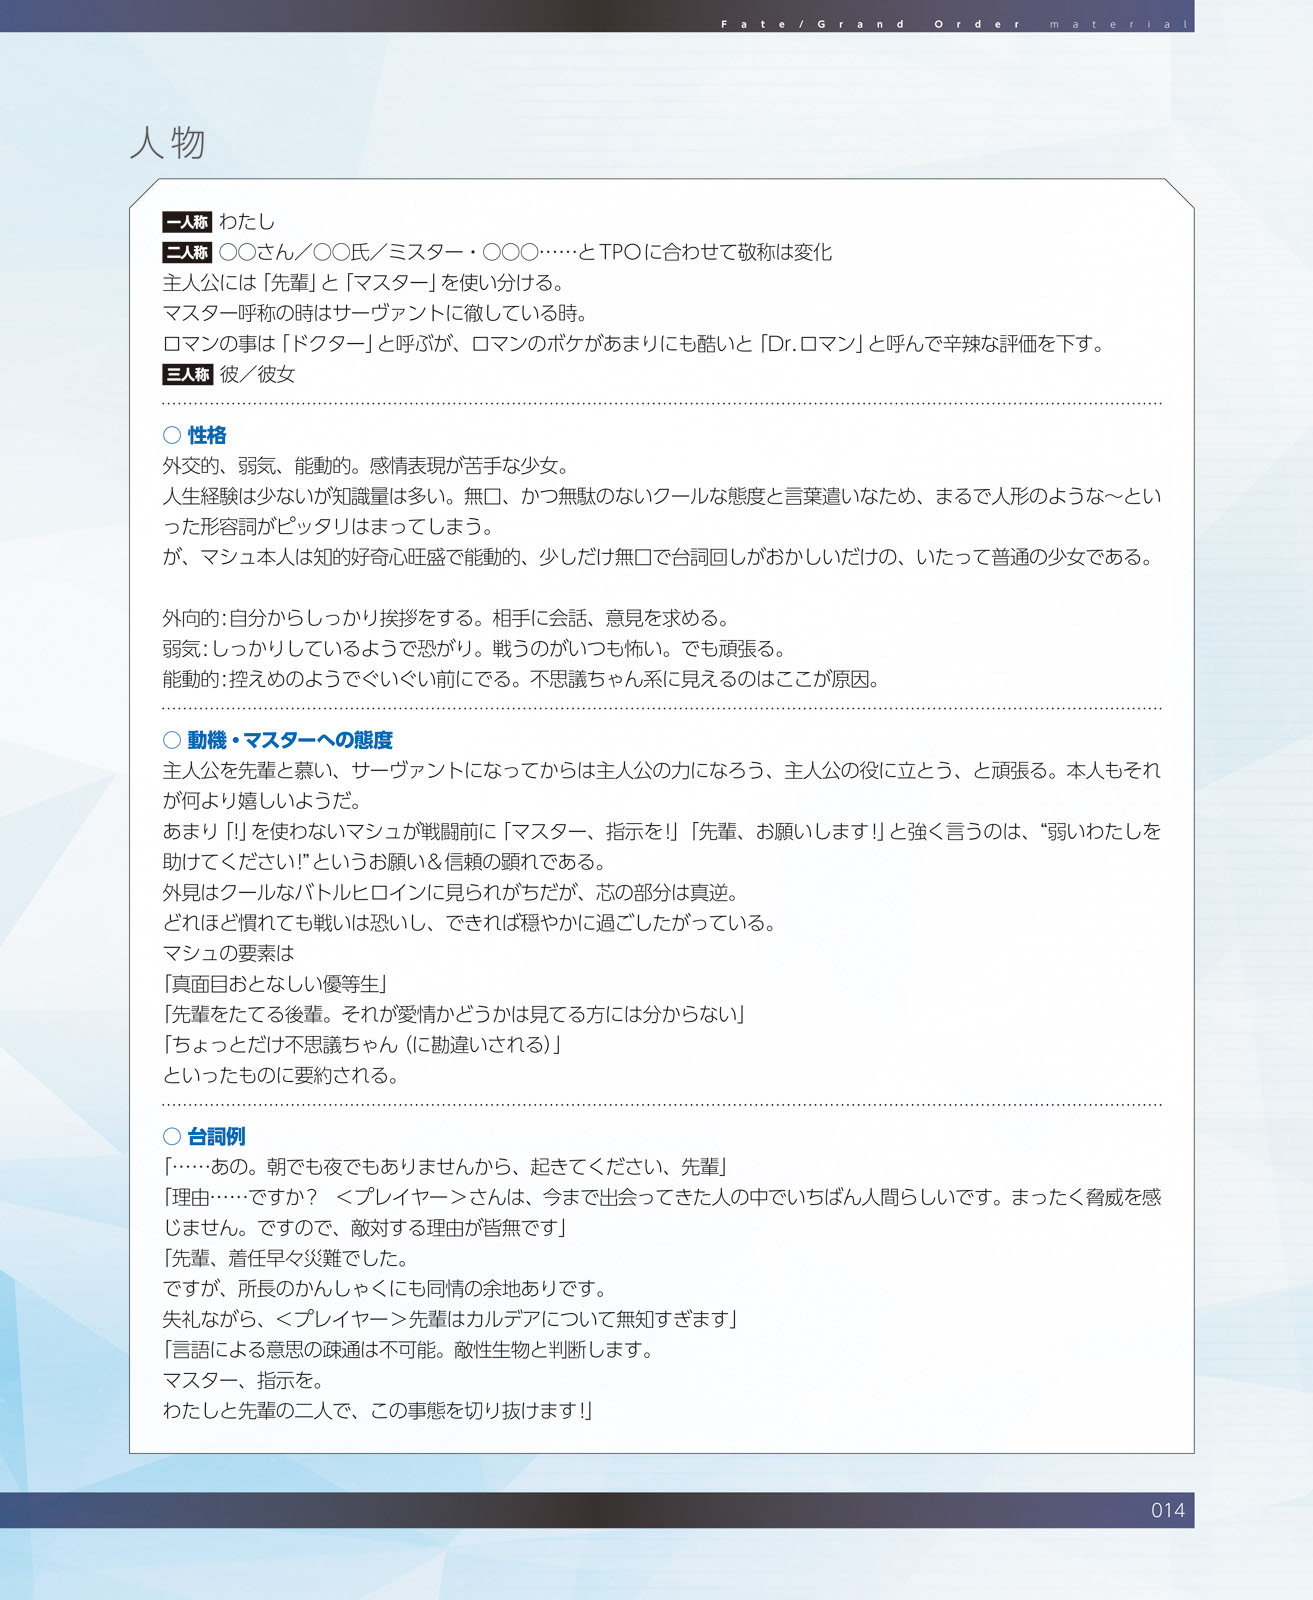 Fate/Grand Order material
人物
一人称 わたし
二人称 ○○さん／○○氏／ミスター・○○○……とTPOに合わせて敬称は変化
主人公には「先輩」と「マスター」を使い分ける。
マスター呼称の時はサーヴァントに徹している時。
ロマンの事は「ドクター」と呼ぶが、ロマンのボケがあまりにも酷いと「Dr.ロマン」と呼んで辛辣な評価を下す。
三人称 彼／彼女
○ 性格
外交的、弱気、能動的。感情表現が苦手な少女。
人生経験は少ないが知識量は多い。無口、かつ無駄のないクールな態度と言葉遣いなため、まるで人形のような～とい
った形容詞がピッタリはまってしまう。
が、マシュ本人は知的好奇心旺盛で能動的、少しだけ無口で台詞回しがおかしいだけの、いたって普通の少女である。
外向的：自分からしっかり挨拶をする。相手に会話、意見を求める。
弱気：しっかりしているようで恐がり。戦うのがいつも怖い。でも頑張る。
能動的：控えめのようでぐいぐい前にでる。不思議ちゃん系に見えるのはここが原因。
○ 動機・マスターへの態度
主人公を先輩と慕い、サーヴァントになってからは主人公の力になろう、主人公の役に立とう、と頑張る。本人もそれ
が何より嬉しいようだ。
あまり「！」を使わないマシュが戦闘前に「マスター、指示を！」「先輩、お願いします！」と強く言うのは、“弱いわたしを
助けてください！”というお願い＆信頼の顕れである。
外見はクールなバトルヒロインに見られがちだが、芯の部分は真逆。
どれほど慣れても戦いは恐いし、できれば穏やかに過ごしたがっている。
マシュの要素は
「真面目おとなしい優等生」
「先輩をたてる後輩。それが愛情かどうかは見てる方には分からない」
「ちょっとだけ不思議ちゃん（に勘違いされる）」
といったものに要約される。
○ 台詞例
「……あの。朝でも夜でもありませんから、起きてください、先輩」
「理由……ですか？　＜プレイヤー＞さんは、今まで出会ってきた人の中でいちばん人間らしいです。まったく脅威を感
じません。ですので、敵対する理由が皆無です」
「先輩、着任早々災難でした。
ですが、所長のかんしゃくにも同情の余地ありです。
失礼ながら、＜プレイヤー＞先輩はカルデアについて無知すぎます」
「言語による意思の疎通は不可能。敵性生物と判断します。
マスター、指示を。
わたしと先輩の二人で、この事態を切り抜けます！」
014